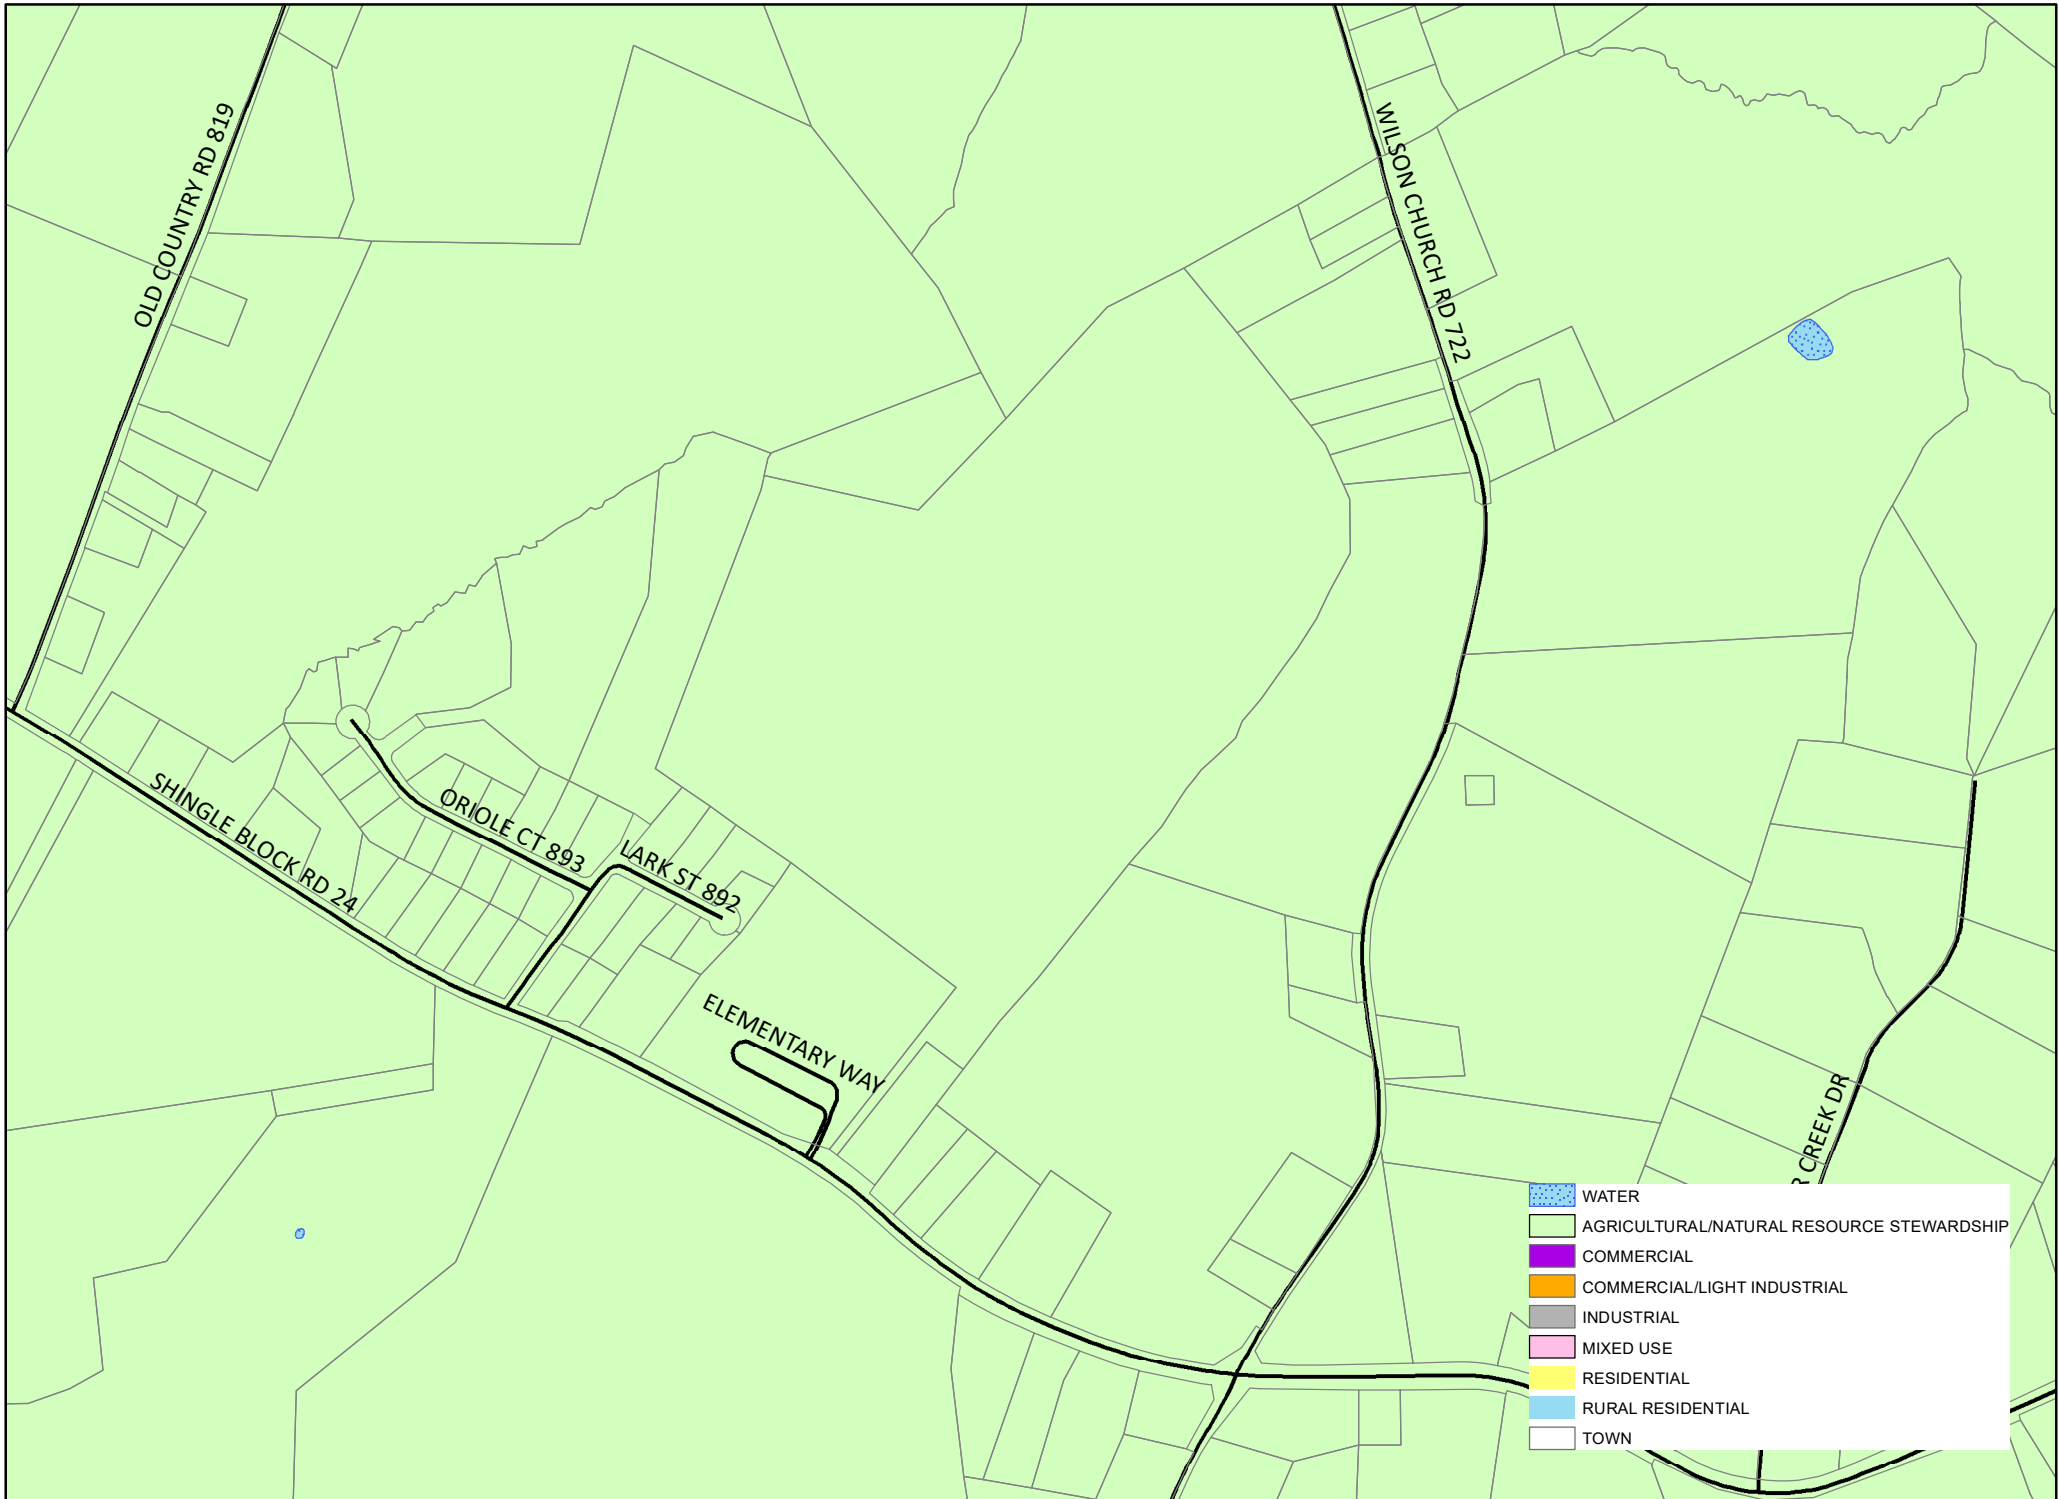 OLD COUNTRY RD 819
WILSON CHURCH RD 722
SHINGLE BLOCK RD 24
ORIOLE CT 893
LARK ST 892
ELEMENTARY WAY
R CREEK DR
WATER
AGRICULTURAL/NATURAL RESOURCE STEWARDSHIP
COMMERCIAL
COMMERCIAL/LIGHT INDUSTRIAL
INDUSTRIAL
MIXED USE
RESIDENTIAL
RURAL RESIDENTIAL
TOWN